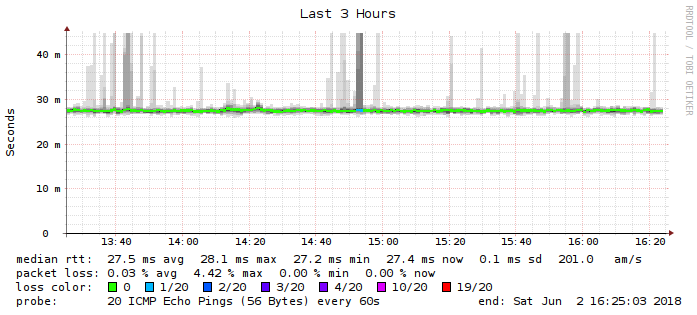 Last 3 Hours
RRDTOOL / TOBI OETIKER
Seconds
40 m
30 m
20 m
10 m
0
13:40 14:00 14:20 14:40 15:00 15:20 15:40 16:00 16:20
median rtt: 27.5 ms avg 28.1 ms max 27.2 ms min 27.4 ms now 0.1 ms sd 201.0 am/s
packet loss: 0.03 % avg 4.42 % max 0.00 % min 0.00 % now
loss color: 0 1/20 2/20 3/20 4/20 10/20 19/20
probe: 20 ICMP Echo Pings (56 Bytes) every 60s end: Sat Jun 2 16:25:03 2018